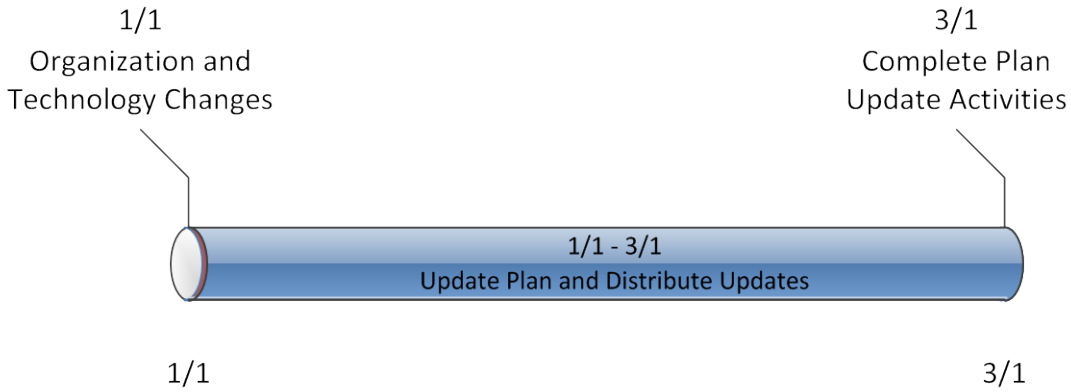 1/1
Organization and
Technology Changes
3/1
Complete Plan
Update Activities
1/1 - 3/1
Update Plan and Distribute Updates
1/1
3/1